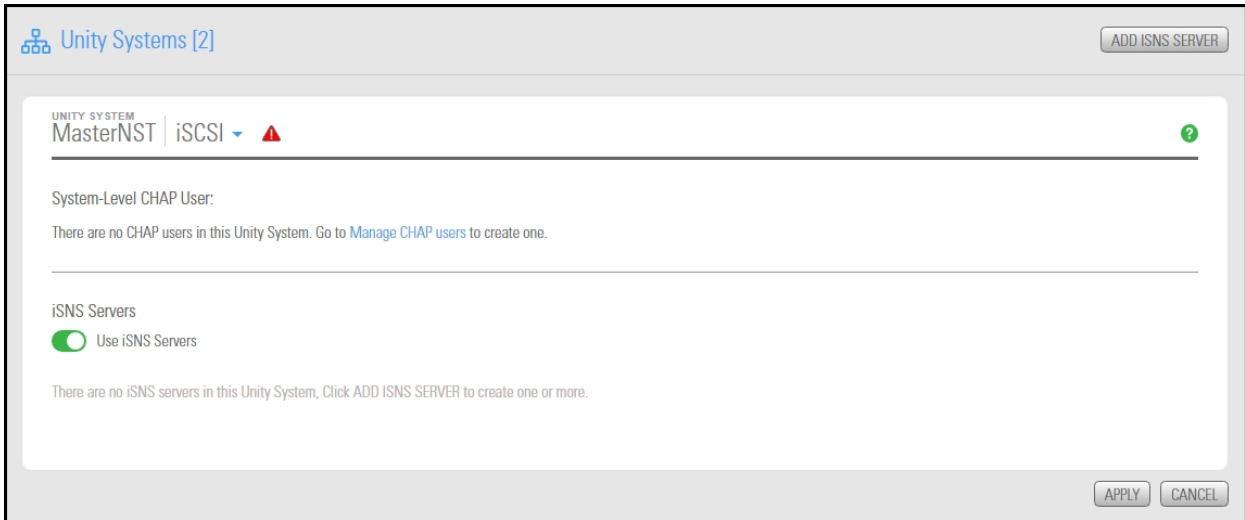 Unity Systems [2]
ADD ISNS SERVER
UNITY SYSTEM
MasterNST iSCSI
?
System-Level CHAP User:
There are no CHAP users in this Unity System. Go to Manage CHAP users to create one.
iSNS Servers
Use iSNS Servers
There are no iSNS servers in this Unity System, Click ADD ISNS SERVER to create one or more.
APPLY CANCEL